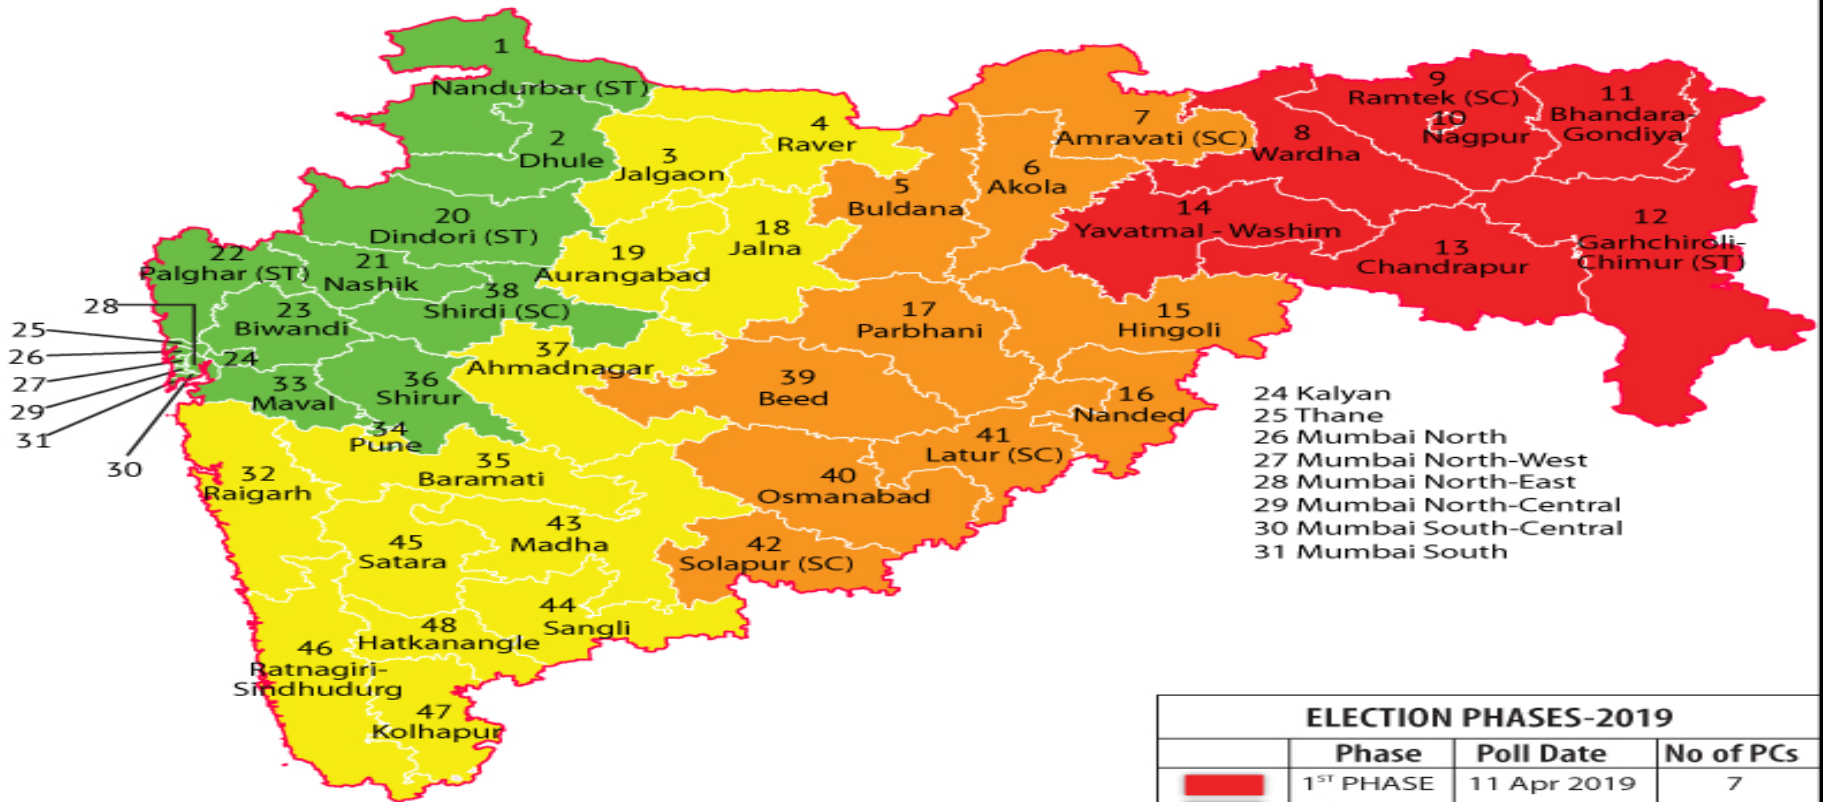 1
Nandurbar (ST)
2
Dhule
3
Jalgaon
4
Raver
5
Buldana
6
Akola
7
Amravati (SC)
8
Wardha
9
Ramtek (SC)
10
Nagpur
11
Bhandara-
Gondiya
12
Garhchiroli-
Chimur (ST)
13
Chandrapur
14
Yavatmal - Washim
15
Hingoli
16
Nanded
17
Parbhani
18
Jalna
19
Aurangabad
20
Dindori (ST)
21
Nashik
22
Palghar (ST)
23
Biwandi
24
28
25
26
27
29
31
30
38
Shirdi (SC)
37
Ahmadnagar
33
Maval
36
Shirur
34
Pune
35
Baramati
32
Raigarh
39
Beed
41
Latur (SC)
40
Osmanabad
42
Solapur (SC)
43
Madha
45
Satara
44
Sangli
48
Hatkanangle
46
Ratnagiri-
Sindhudurg
47
Kolhapur
24 Kalyan
25 Thane
26 Mumbai North
27 Mumbai North-West
28 Mumbai North-East
29 Mumbai North-Central
30 Mumbai South-Central
31 Mumbai South
ELECTION PHASES-2019
Phase Poll Date No of PCs
1ST PHASE 11 Apr 2019 7